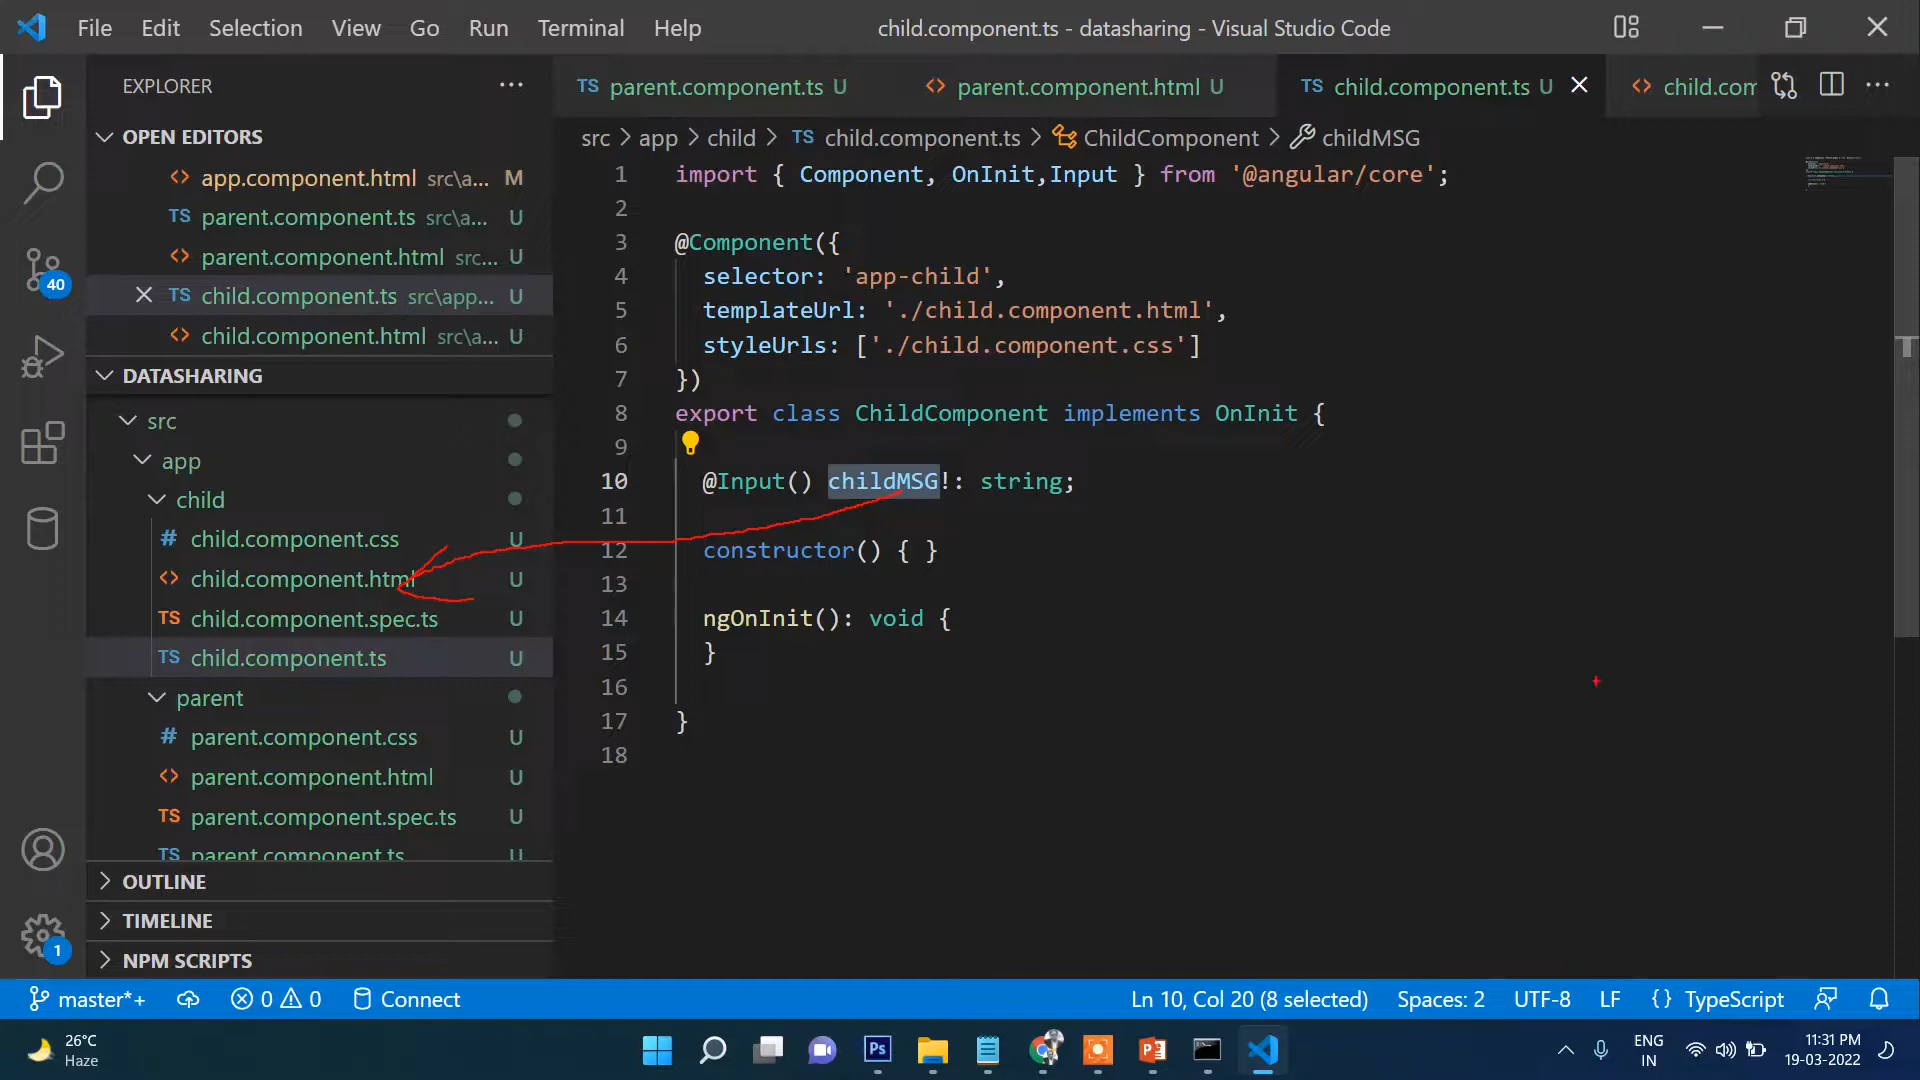 File Edit Selection View Go Run Terminal Help
child.component.ts - datasharing - Visual Studio Code
EXPLORER
OPEN EDITORS
app.component.html src\a... M
TS parent.component.ts src\a... U
parent.component.html src... U
TS child.component.ts src\app... U
child.component.html src\a... U
DATASHARING
src
app
child
# child.component.css U
child.component.html U
TS child.component.spec.ts U
TS child.component.ts U
parent
# parent.component.css U
parent.component.html U
TS parent.component.spec.ts U
TS parent.component.ts U
OUTLINE
TIMELINE
NPM SCRIPTS
40
1
TS parent.component.ts U
parent.component.html U
TS child.component.ts U
child.com
src > app > child > TS child.component.ts > ChildComponent > childMSG
1 import { Component, OnInit,Input } from '@angular/core';
2
3 @Component({
4 selector: 'app-child',
5 templateUrl: './child.component.html',
6 styleUrls: ['./child.component.css']
7 })
8 export class ChildComponent implements OnInit {
9
10 @Input() childMSG!: string;
11
12 constructor() { }
13
14 ngOnInit(): void {
15 }
16
17 }
18
master*+ 0 0 Connect
Ln 10, Col 20 (8 selected) Spaces: 2 UTF-8 LF {} TypeScript
26°C
Haze
Ps
P
ENG
IN
11:31 PM
19-03-2022